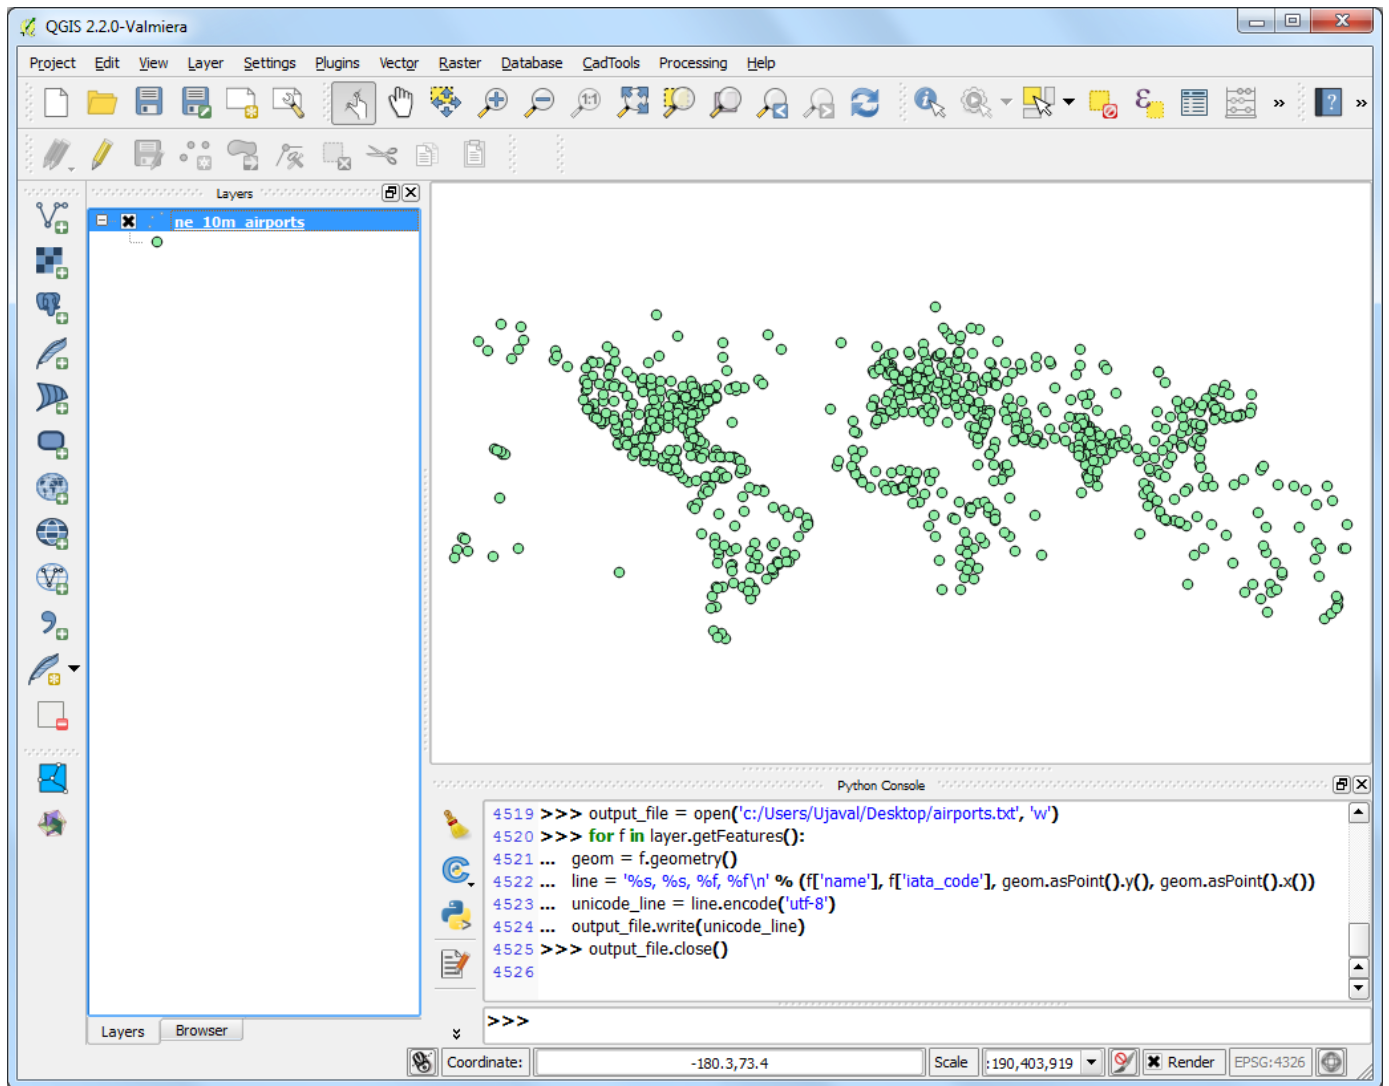 QGIS 2.2.0-Valmiera
Project Edit View Layer Settings Plugins Vector Raster Database CadTools Processing Help
Layers
ne_10m_airports
Python Console
4519 >>> output_file = open('c:/Users/Ujaval/Desktop/airports.txt', 'w')
4520 >>> for f in layer.getFeatures():
4521 ... geom = f.geometry()
4522 ... line = '%s, %s, %f, %f\n' % (f['name'], f['iata_code'], geom.asPoint().y(), geom.asPoint().x())
4523 ... unicode_line = line.encode('utf-8')
4524 ... output_file.write(unicode_line)
4525 >>> output_file.close()
4526
>>>
Layers Browser
Coordinate: -180.3,73.4 Scale :190,403,919 Render EPSG:4326